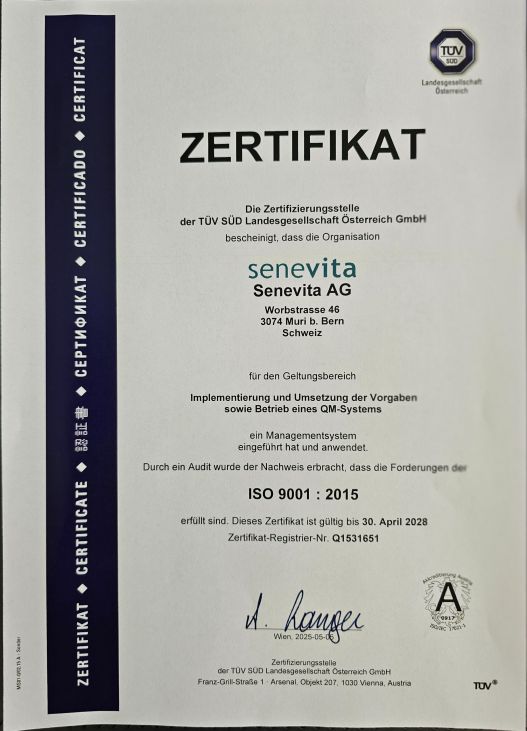 TÜV
SÜD
Landesgesellschaft
Österreich
ZERTIFIKAT ◆ CERTIFICATE ◆ 認証書 ◆ СЕРТИФИКАТ ◆ CERTIFICADO ◆ CERTIFICAT
ZERTIFIKAT
Die Zertifizierungsstelle
der TÜV SÜD Landesgesellschaft Österreich GmbH
bescheinigt, dass die Organisation
senevita
Senevita AG
Worbstrasse 46
3074 Muri b. Bern
Schweiz
für den Geltungsbereich
Implementierung und Umsetzung der Vorgaben
sowie Betrieb eines QM-Systems
ein Managementsystem
eingeführt hat und anwendet.
Durch ein Audit wurde der Nachweis erbracht, dass die Forderungen der
ISO 9001 : 2015
erfüllt sind. Dieses Zertifikat ist gültig bis 30. April 2028
Zertifikat-Registrier-Nr. Q1531651
Akkreditierung Austria
A
0917
Wien, 2025-05-05
Zertifizierungsstelle
der TÜV SÜD Landesgesellschaft Österreich GmbH
Franz-Grill-Straße 1 · Arsenal, Objekt 207, 1030 Vienna, Austria
TÜV®